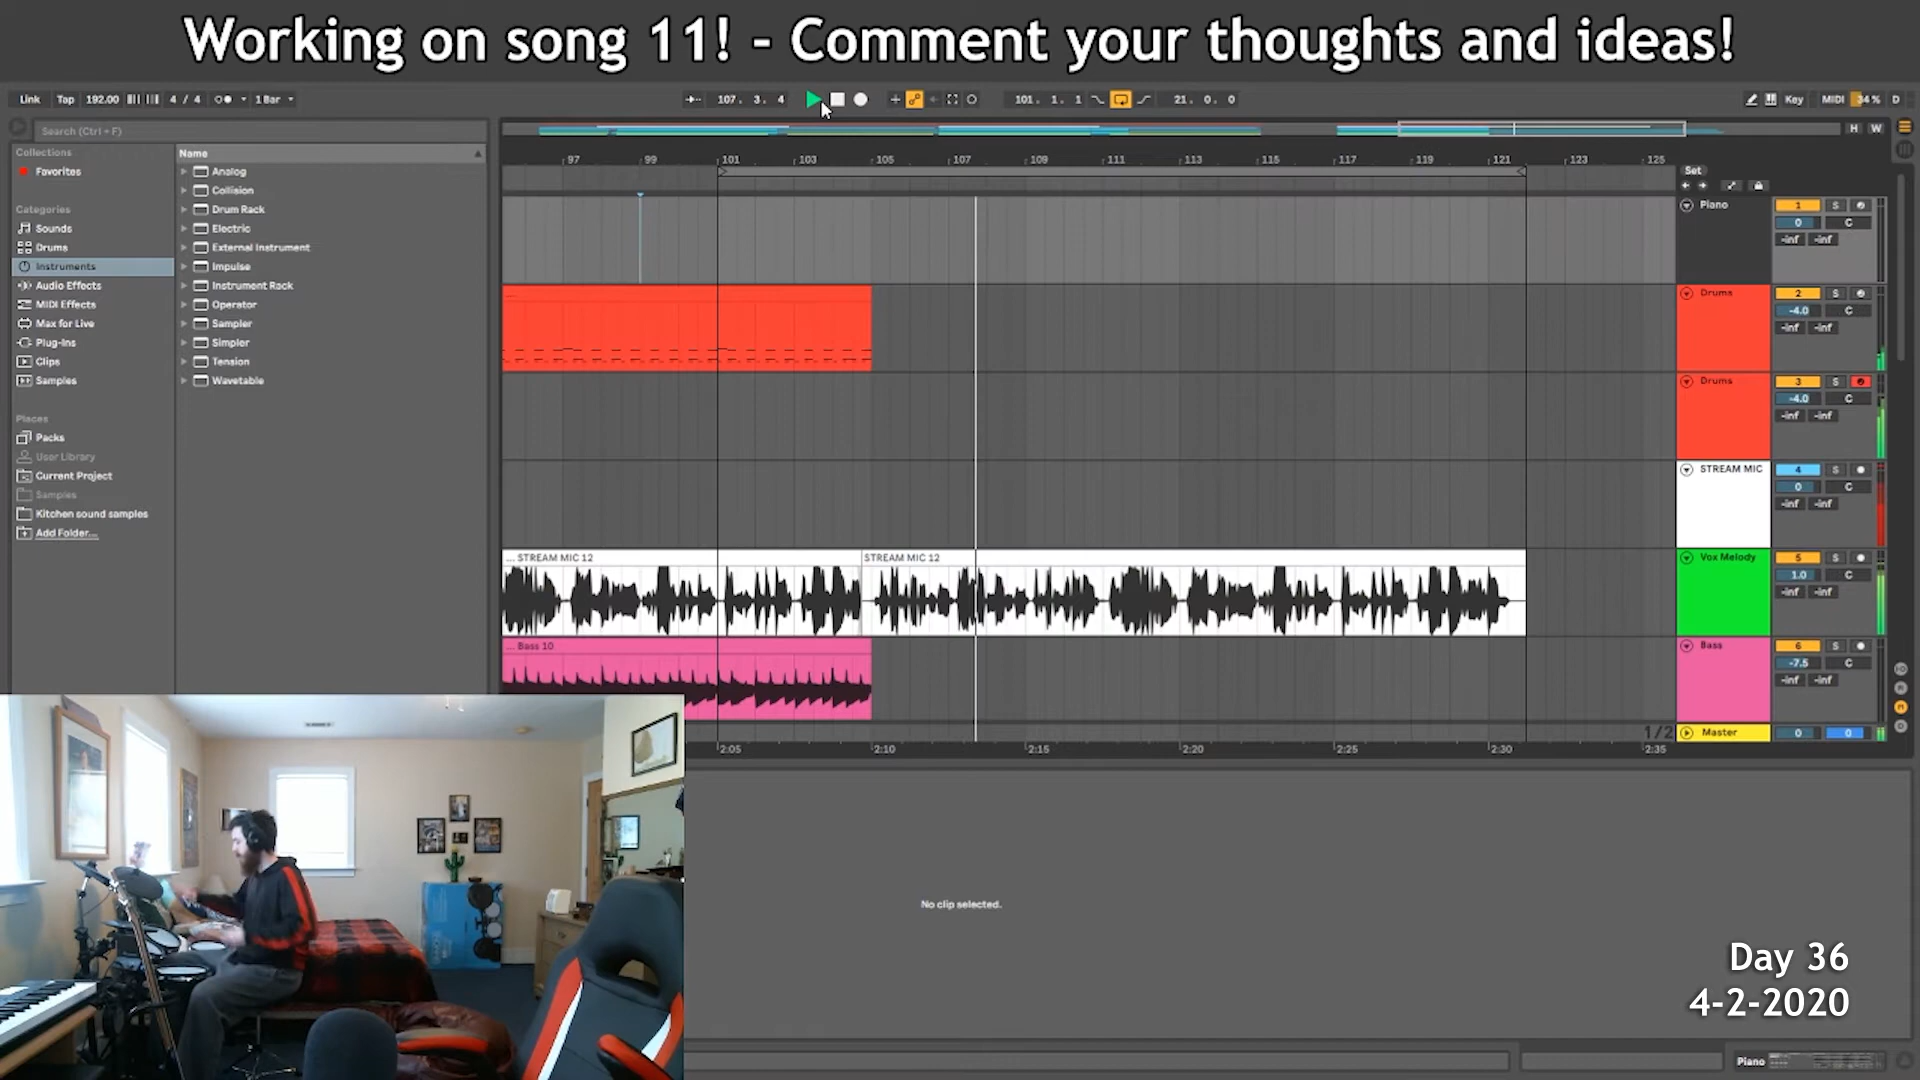 Working on song 11! - Comment your thoughts and ideas!
Link Tap 192.00 4 / 4 1 Bar 107. 3. 4 101. 1. 1 21. 0. 0 Key MIDI 34 % D
Search (Ctrl + F)
H W
Collections
Favorites
Categories
Sounds
Drums
Instruments
Audio Effects
MIDI Effects
Max for Live
Plug-Ins
Clips
Samples
Places
Packs
User Library
Current Project
Samples
Kitchen sound samples
Add Folder...
Name
Analog
Collision
Drum Rack
Electric
External Instrument
Impulse
Instrument Rack
Operator
Sampler
Simpler
Tension
Wavetable
97 99 101 103 105 107 109 111 113 115 117 119 121 123 125
Set
Piano 1 S
0 C
-inf -inf
Drums 2 S
-4.0 C
-inf -inf
Drums 3 S
-4.0 C
-inf -inf
STREAM MIC 4 S
0 C
-inf -inf
... STREAM MIC 12 STREAM MIC 12
Vox Melody 5 S
1.0 C
-inf -inf
... Bass 10
Bass 6 S
-7.5 C
-inf -inf
1/2
Master 0 0
2:05 2:10 2:15 2:20 2:25 2:30 2:35
No clip selected.
Day 36
4-2-2020
Piano